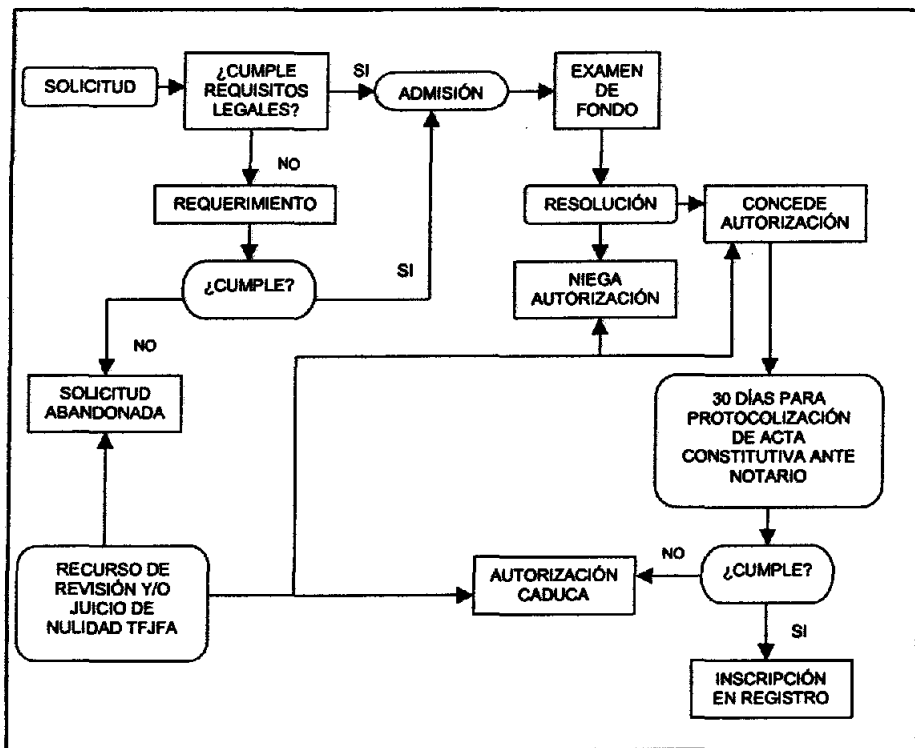 SOLICITUD
¿CUMPLE
REQUISITOS
LEGALES?
SI
ADMISIÓN
EXAMEN
DE
FONDO
NO
REQUERIMIENTO
RESOLUCIÓN
CONCEDE
AUTORIZACIÓN
¿CUMPLE?
SI
NIEGA
AUTORIZACIÓN
NO
SOLICITUD
ABANDONADA
30 DÍAS PARA
PROTOCOLIZACIÓN
DE ACTA
CONSTITUTIVA ANTE
NOTARIO
RECURSO DE
REVISIÓN Y/O
JUICIO DE
NULIDAD TFJFA
AUTORIZACIÓN
CADUCA
NO
¿CUMPLE?
SI
INSCRIPCIÓN
EN REGISTRO